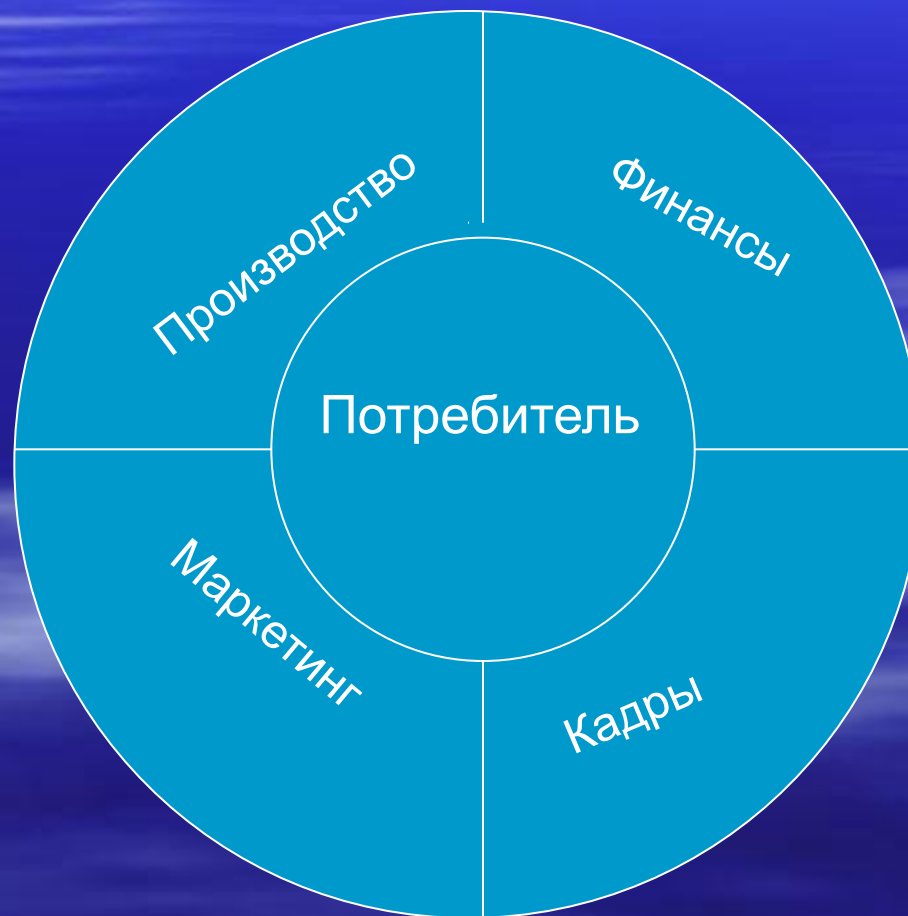 Производство
Финансы
Потребитель
Маркетинг
Кадры